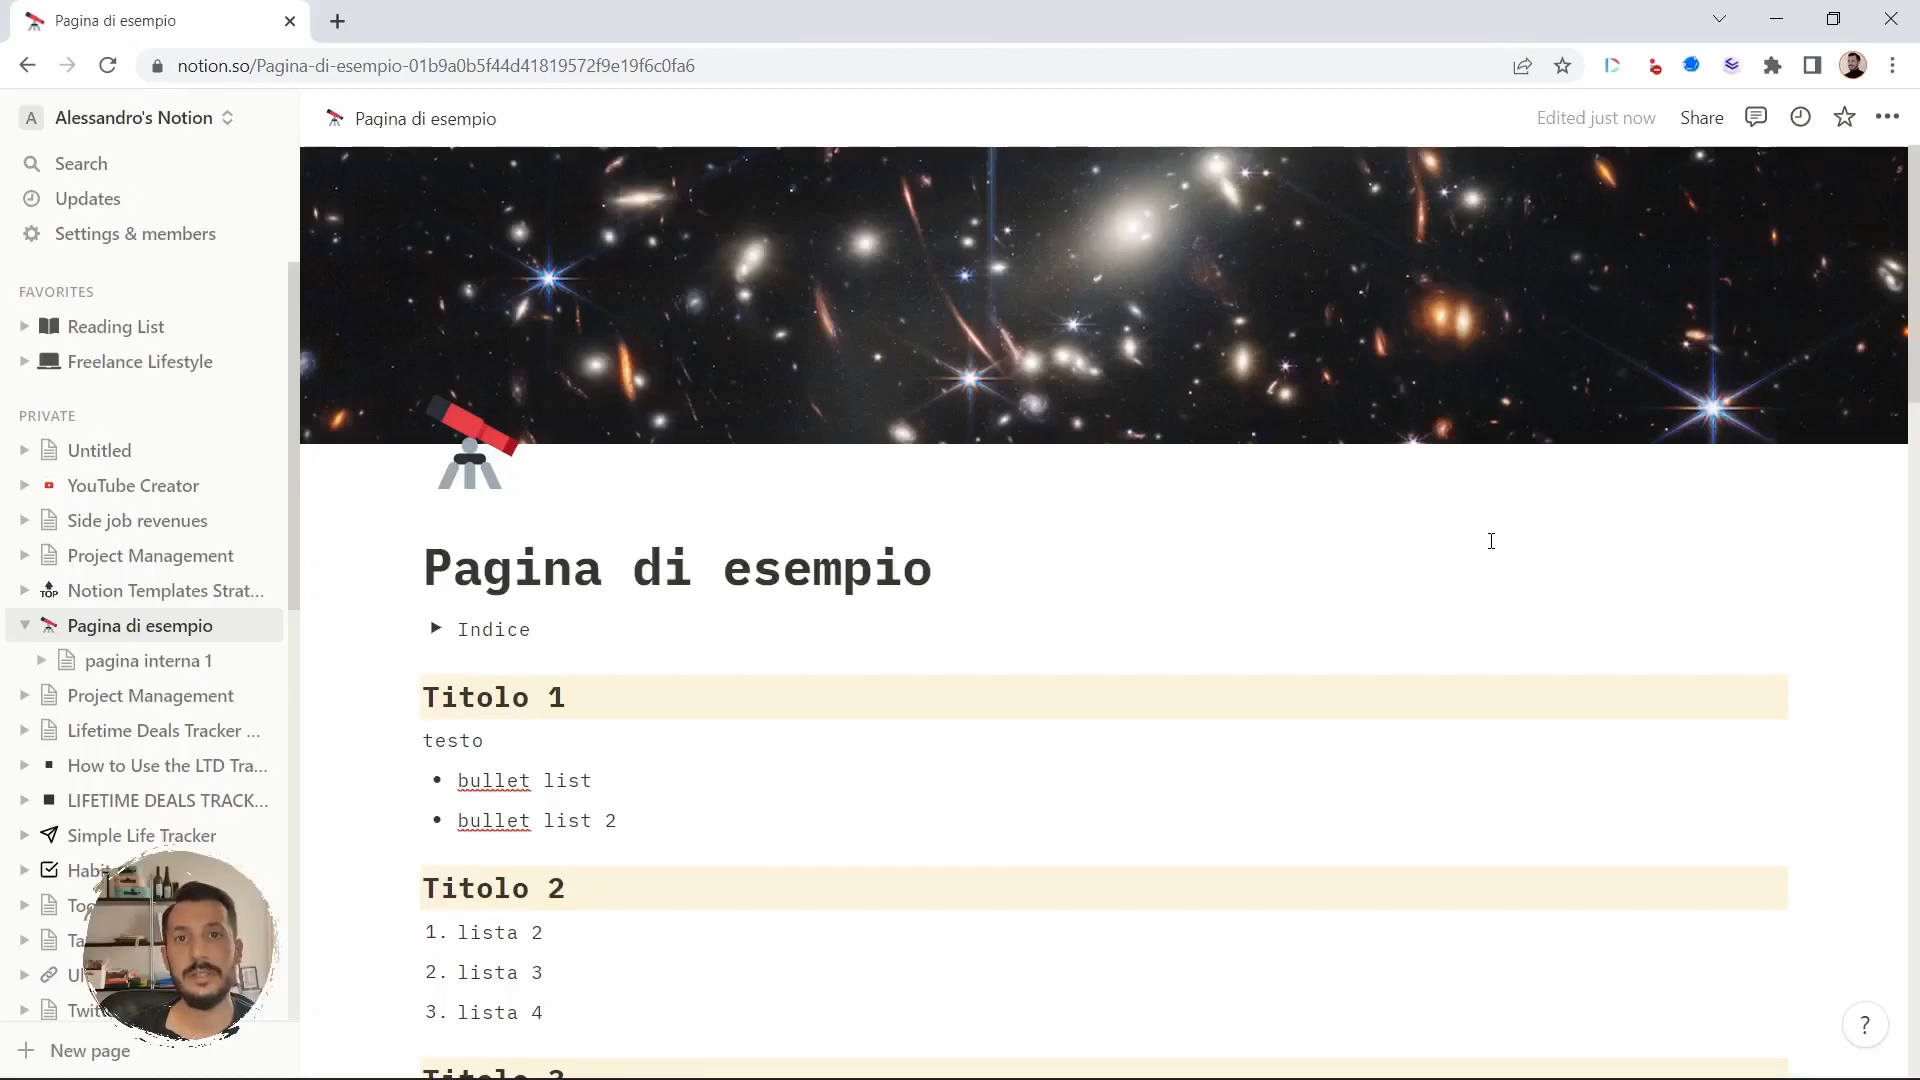 Pagina di esempio
notion.so/Pagina-di-esempio-01b9a0b5f44d41819572f9e19f6c0fa6
A Alessandro's Notion
Pagina di esempio
Edited just now Share
Search
Updates
Settings & members
FAVORITES
Reading List
Freelance Lifestyle
PRIVATE
Untitled
YouTube Creator
Side job revenues
Project Management
TOP Notion Templates Strat...
Pagina di esempio
pagina interna 1
Project Management
Lifetime Deals Tracker ...
How to Use the LTD Tra...
LIFETIME DEALS TRACK...
Simple Life Tracker
New page
Pagina di esempio
Indice
Titolo 1
testo
• bullet list
• bullet list 2
Titolo 2
1. lista 2
2. lista 3
3. lista 4
Titolo 3
?